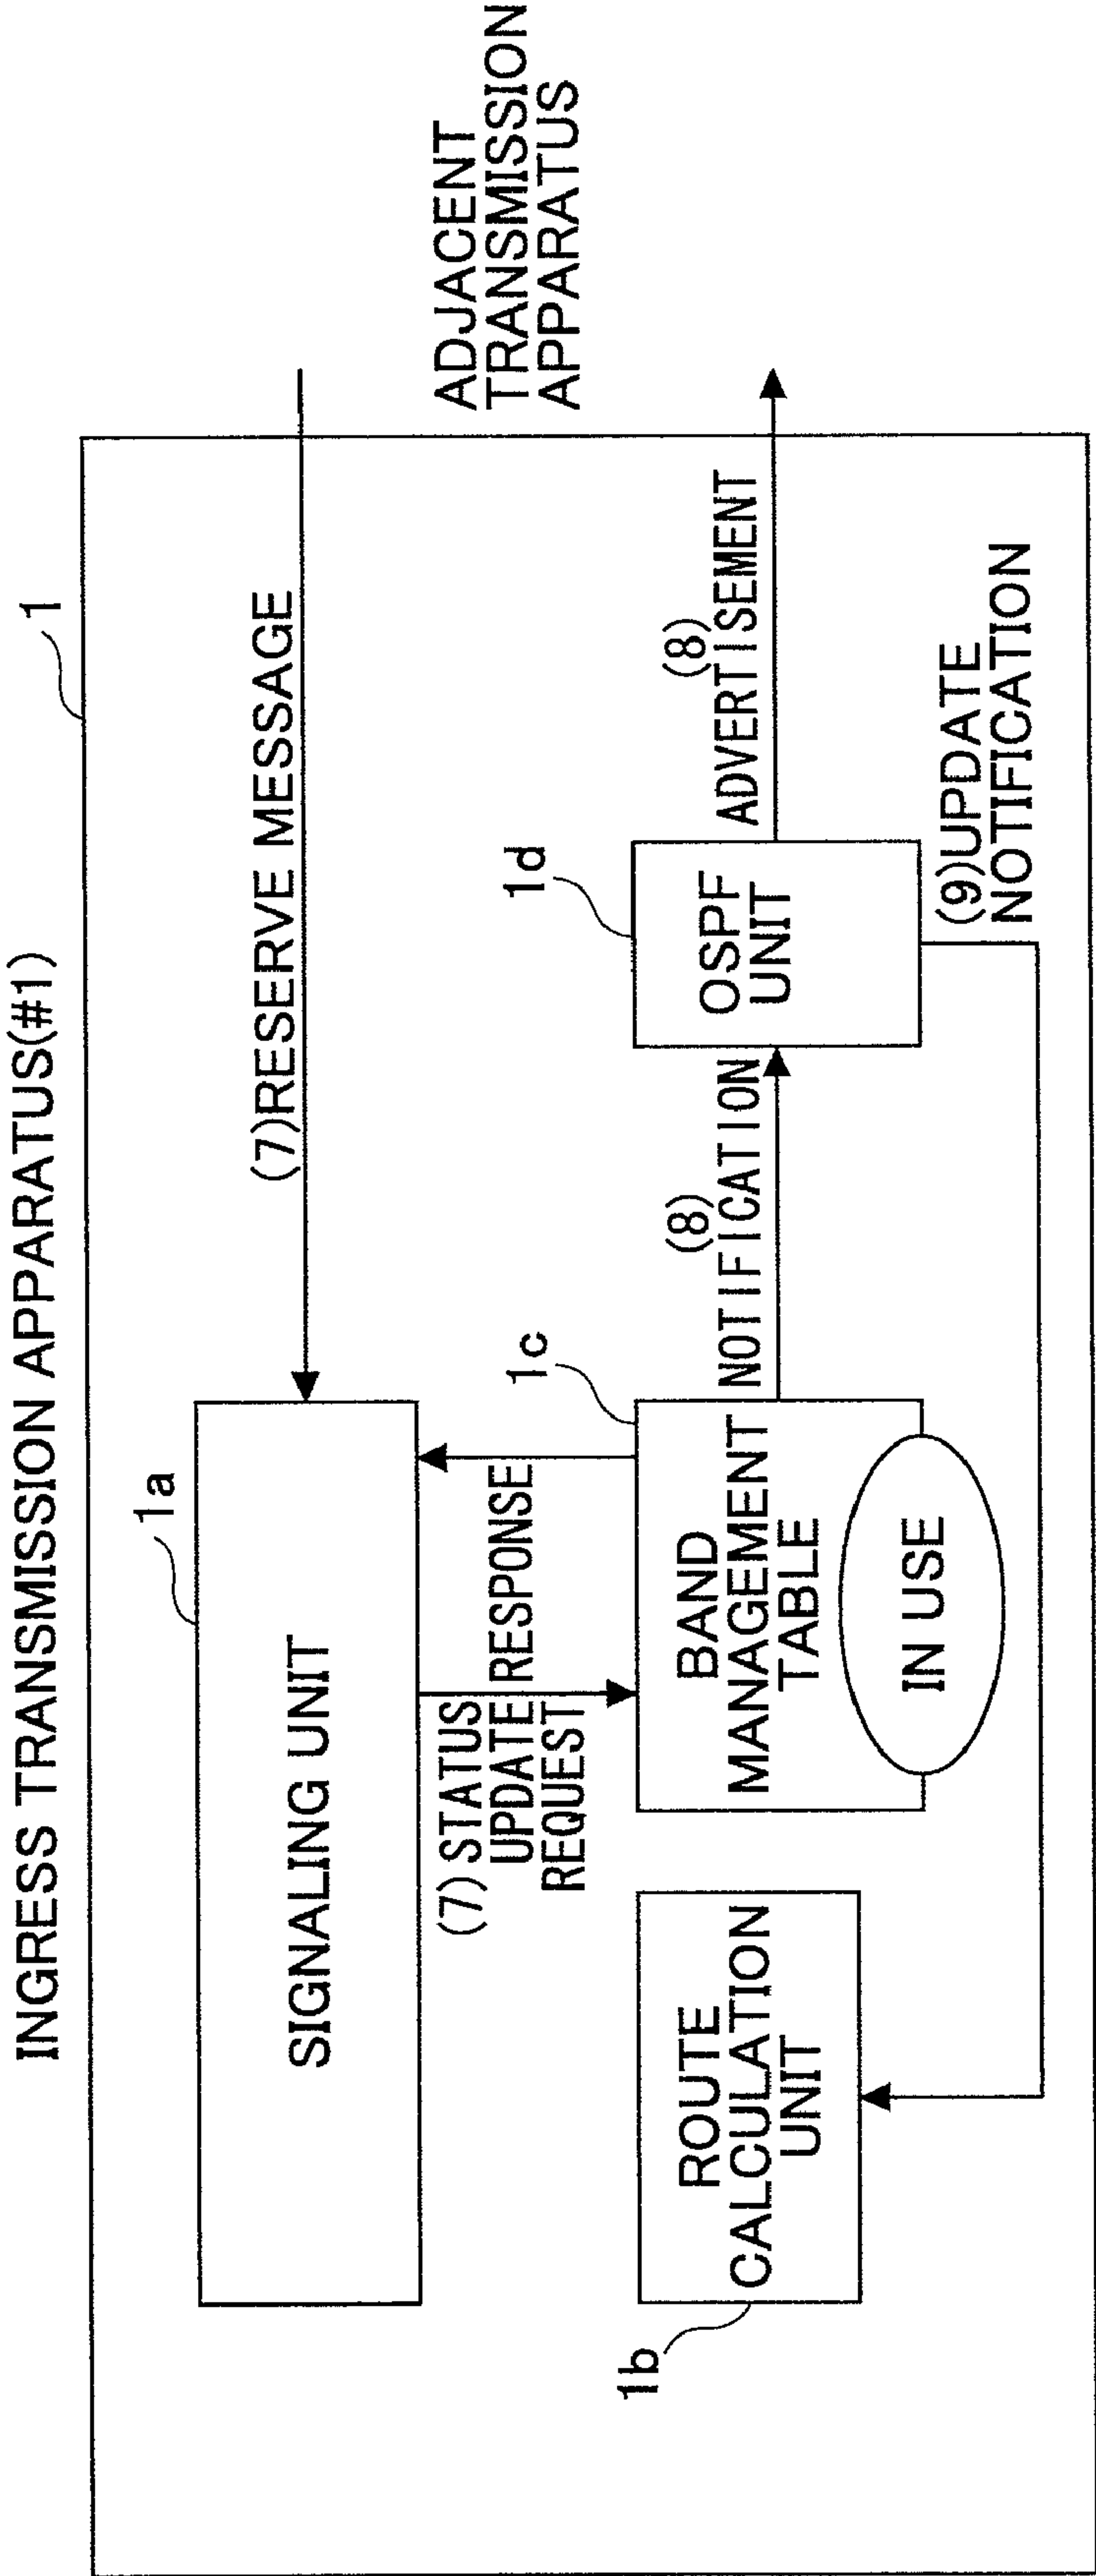 INGRESS TRANSMISSION APPARATUS(#1)
1
1a
SIGNALING UNIT
(7)RESERVE MESSAGE
ADJACENT
TRANSMISSION
APPARATUS
(7) STATUS
UPDATE
REQUEST
RESPONSE
1b
ROUTE
CALCULATION
UNIT
1c
BAND
MANAGEMENT
TABLE
IN USE
(8)
NOTIFICATION
1d
OSPF
UNIT
(8)
ADVERTISEMENT
(9)UPDATE
NOTIFICATION